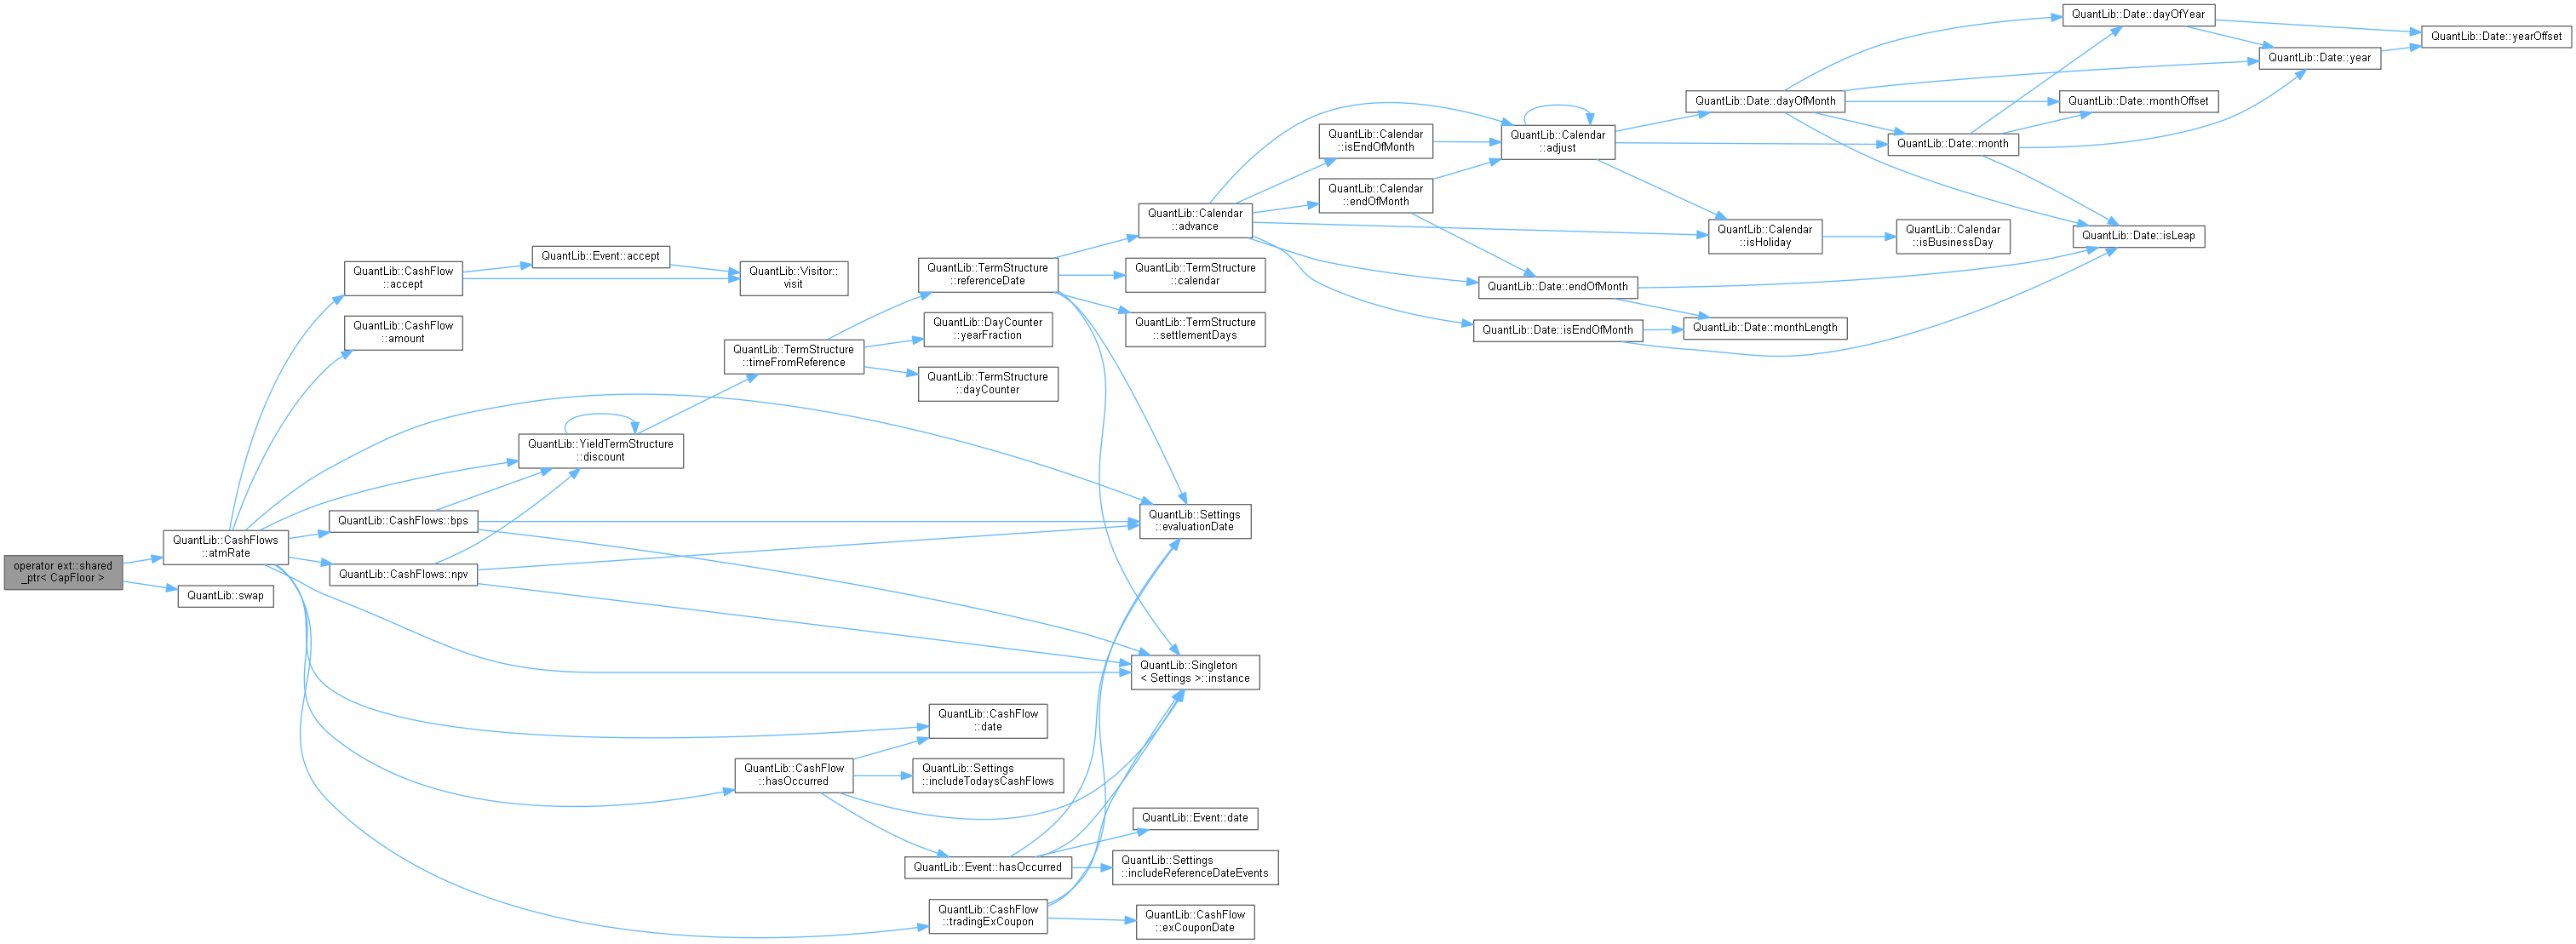 operator ext::shared
_ptr< CapFloor >
QuantLib::CashFlows
::atmRate
QuantLib::swap
QuantLib::CashFlow
::accept
QuantLib::CashFlow
::amount
QuantLib::CashFlows::bps
QuantLib::CashFlows::npv
QuantLib::Event::accept
QuantLib::YieldTermStructure
::discount
QuantLib::Visitor::
visit
QuantLib::TermStructure
::timeFromReference
QuantLib::CashFlow
::hasOccurred
QuantLib::TermStructure
::referenceDate
QuantLib::DayCounter
::yearFraction
QuantLib::TermStructure
::dayCounter
QuantLib::CashFlow
::date
QuantLib::Settings
::includeTodaysCashFlows
QuantLib::Event::hasOccurred
QuantLib::CashFlow
::tradingExCoupon
QuantLib::Calendar
::advance
QuantLib::TermStructure
::calendar
QuantLib::TermStructure
::settlementDays
QuantLib::Settings
::evaluationDate
QuantLib::Singleton
< Settings >::instance
QuantLib::Event::date
QuantLib::Settings
::includeReferenceDateEvents
QuantLib::CashFlow
::exCouponDate
QuantLib::Calendar
::isEndOfMonth
QuantLib::Calendar
::endOfMonth
QuantLib::Calendar
::adjust
QuantLib::Date::endOfMonth
QuantLib::Date::isEndOfMonth
QuantLib::Date::dayOfMonth
QuantLib::Calendar
::isHoliday
QuantLib::Date::monthLength
QuantLib::Date::month
QuantLib::Calendar
::isBusinessDay
QuantLib::Date::dayOfYear
QuantLib::Date::monthOffset
QuantLib::Date::isLeap
QuantLib::Date::year
QuantLib::Date::yearOffset